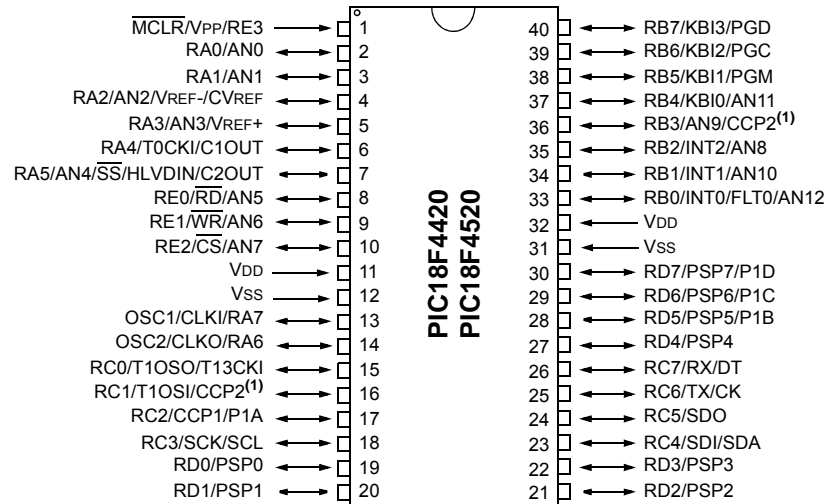 MCLR/VPP/RE3 1
RA0/AN0 2
RA1/AN1 3
RA2/AN2/VREF-/CVREF 4
RA3/AN3/VREF+ 5
RA4/T0CKI/C1OUT 6
RA5/AN4/SS/HLVDIN/C2OUT 7
RE0/RD/AN5 8
RE1/WR/AN6 9
RE2/CS/AN7 10
VDD 11
VSS 12
OSC1/CLKI/RA7 13
OSC2/CLKO/RA6 14
RC0/T1OSO/T13CKI 15
RC1/T1OSI/CCP2(1) 16
RC2/CCP1/P1A 17
RC3/SCK/SCL 18
RD0/PSP0 19
RD1/PSP1 20
PIC18F4420
PIC18F4520
40 RB7/KBI3/PGD
39 RB6/KBI2/PGC
38 RB5/KBI1/PGM
37 RB4/KBI0/AN11
36 RB3/AN9/CCP2(1)
35 RB2/INT2/AN8
34 RB1/INT1/AN10
33 RB0/INT0/FLT0/AN12
32 VDD
31 VSS
30 RD7/PSP7/P1D
29 RD6/PSP6/P1C
28 RD5/PSP5/P1B
27 RD4/PSP4
26 RC7/RX/DT
25 RC6/TX/CK
24 RC5/SDO
23 RC4/SDI/SDA
22 RD3/PSP3
21 RD2/PSP2